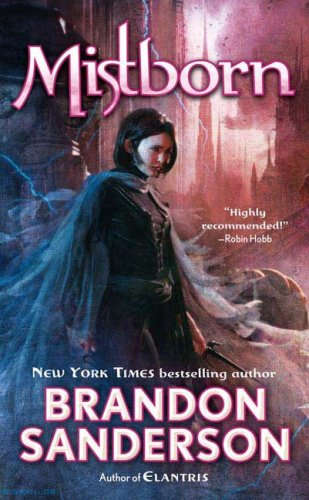 Mistborn
"Highly
recommended!"
—Robin Hobb
NEW YORK TIMES bestselling author
BRANDON
SANDERSON
Author of ELANTRIS